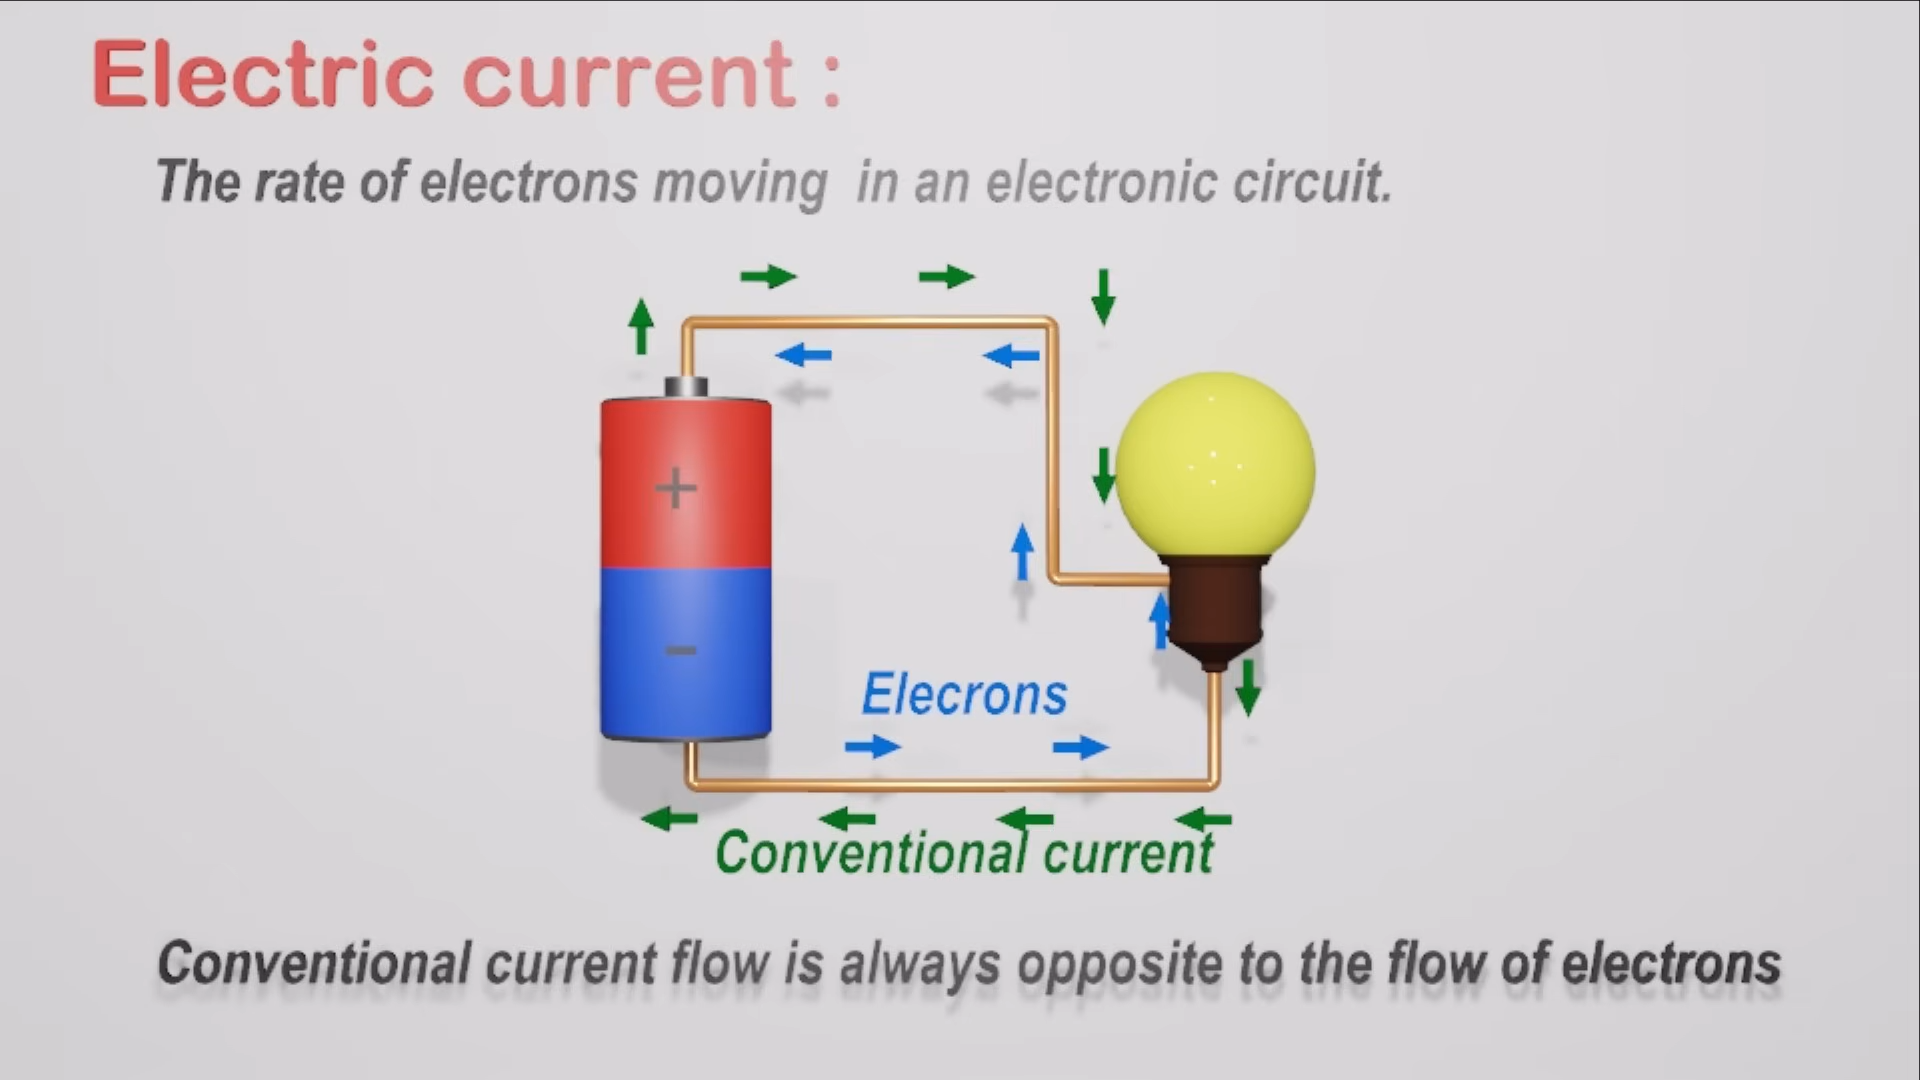 Electric current :
The rate of electrons moving in an electronic circuit.
+
−
Elecrons
Conventional current
Conventional current flow is always opposite to the flow of electrons